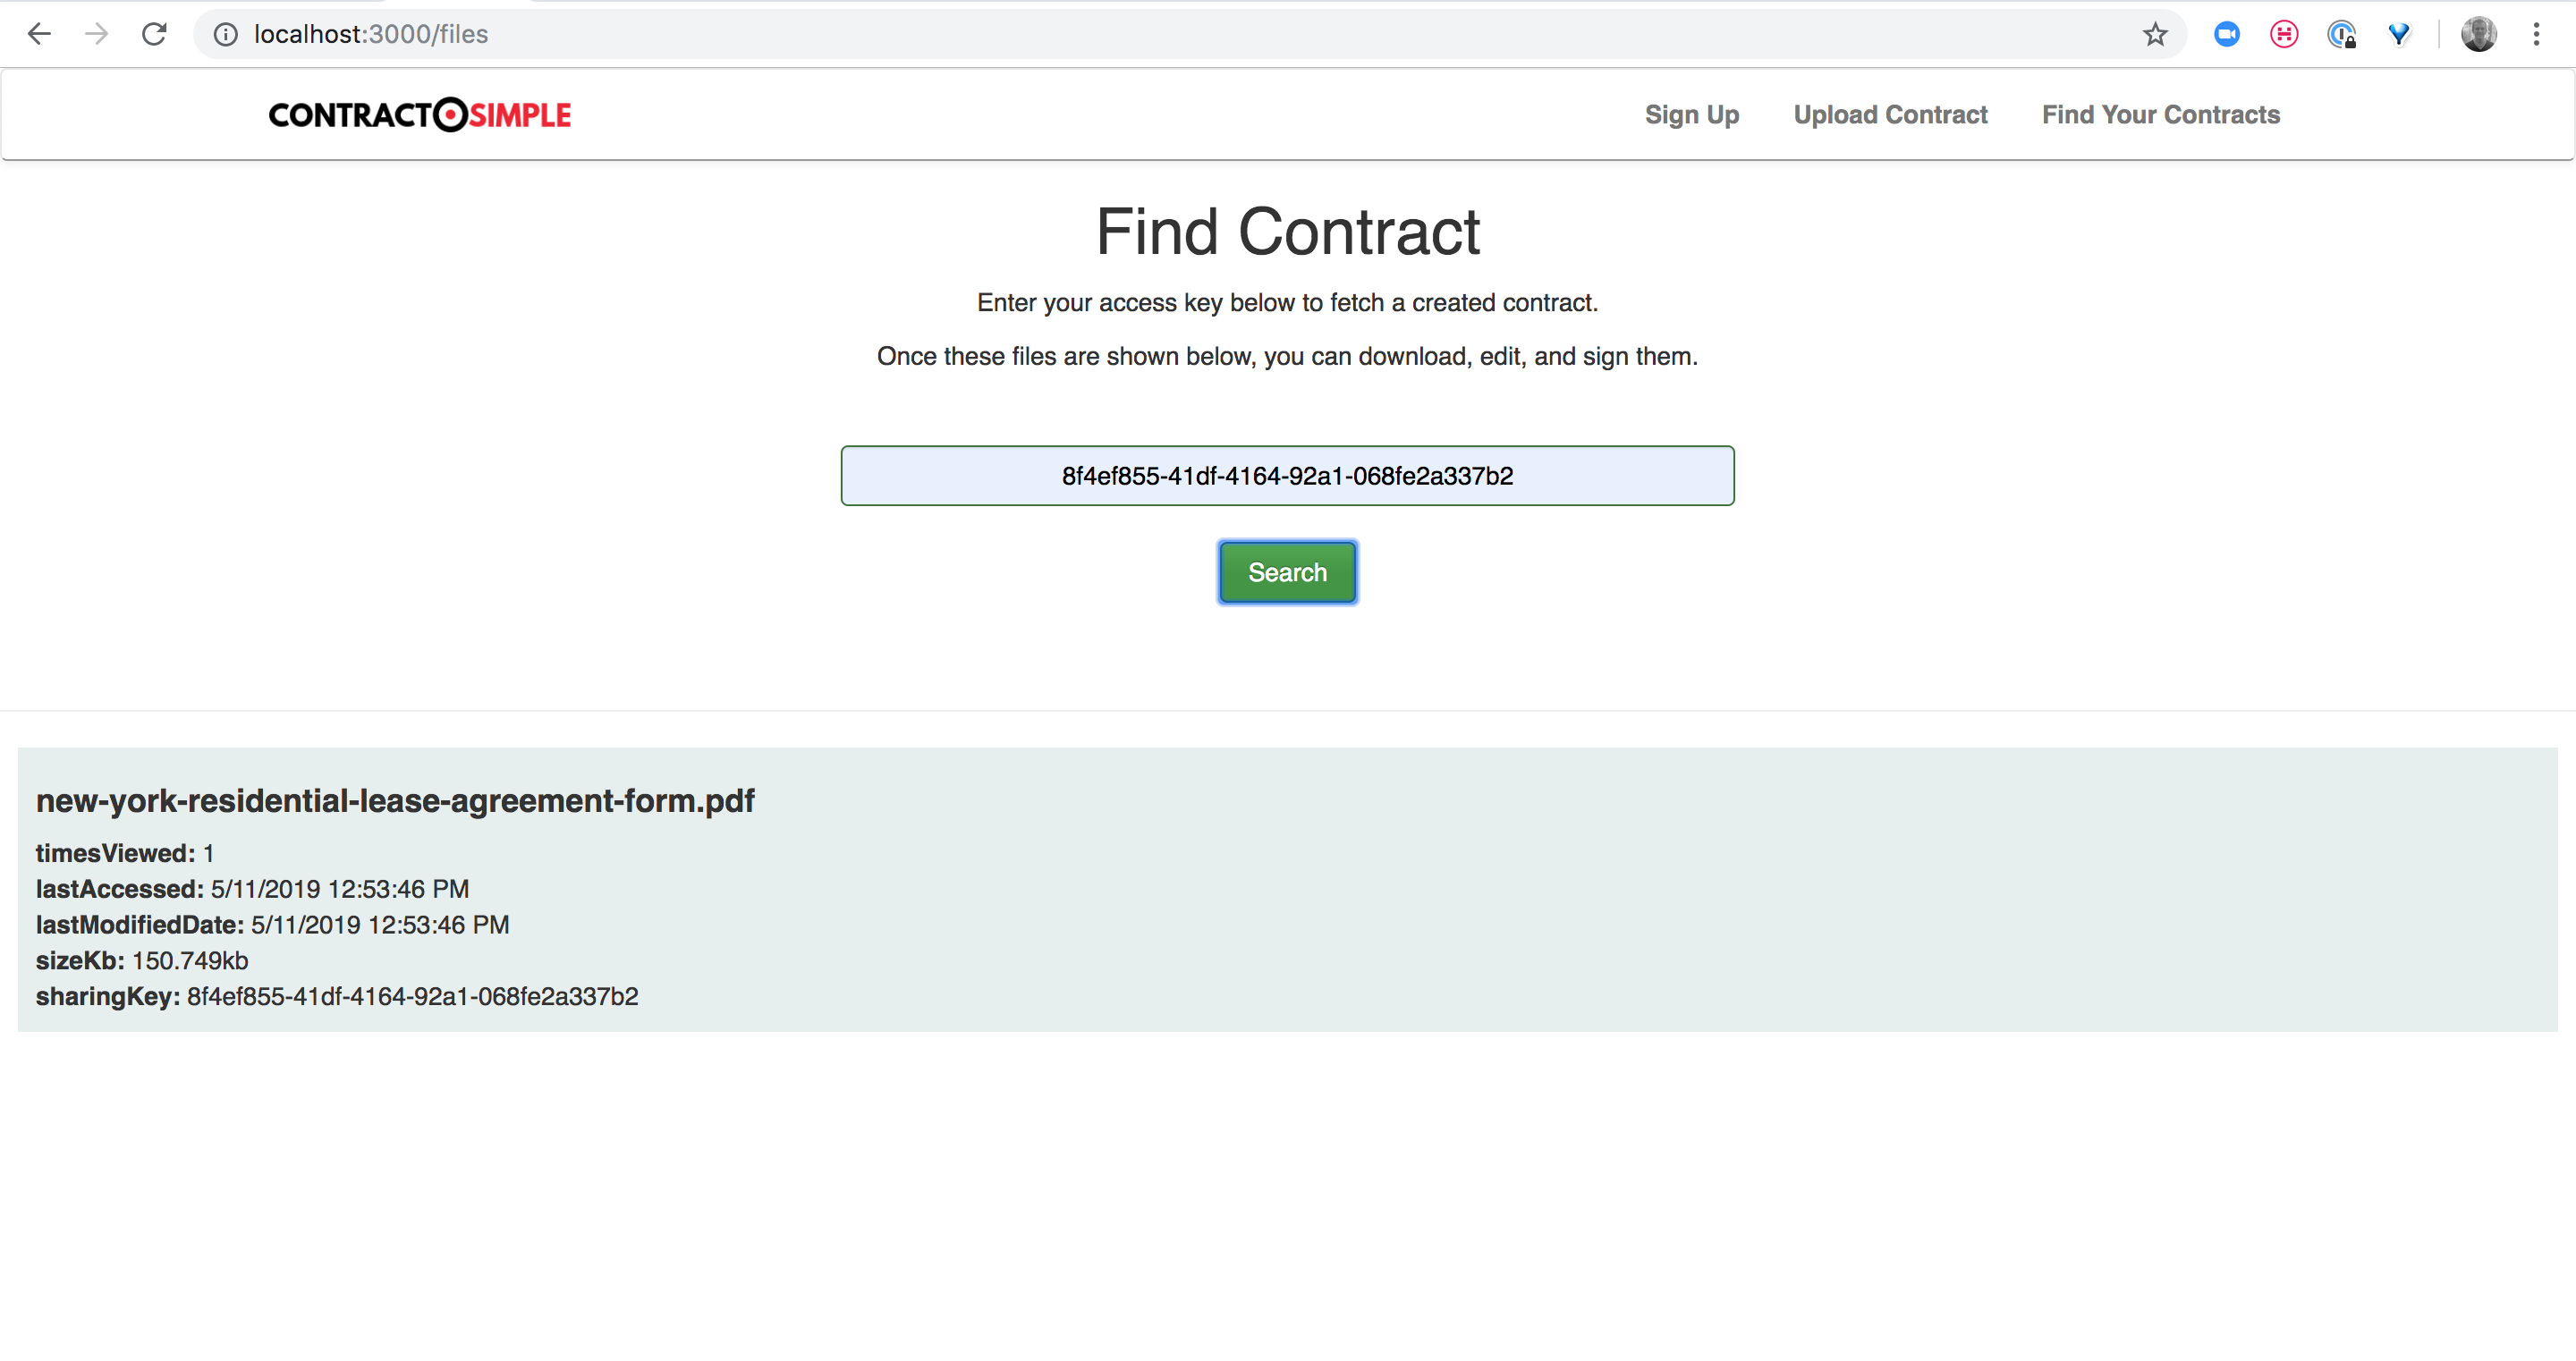 localhost:3000/files
CONTRACTOSIMPLE
Sign Up Upload Contract Find Your Contracts
Find Contract
Enter your access key below to fetch a created contract.
Once these files are shown below, you can download, edit, and sign them.
8f4ef855-41df-4164-92a1-068fe2a337b2
Search
new-york-residential-lease-agreement-form.pdf
timesViewed: 1
lastAccessed: 5/11/2019 12:53:46 PM
lastModifiedDate: 5/11/2019 12:53:46 PM
sizeKb: 150.749kb
sharingKey: 8f4ef855-41df-4164-92a1-068fe2a337b2